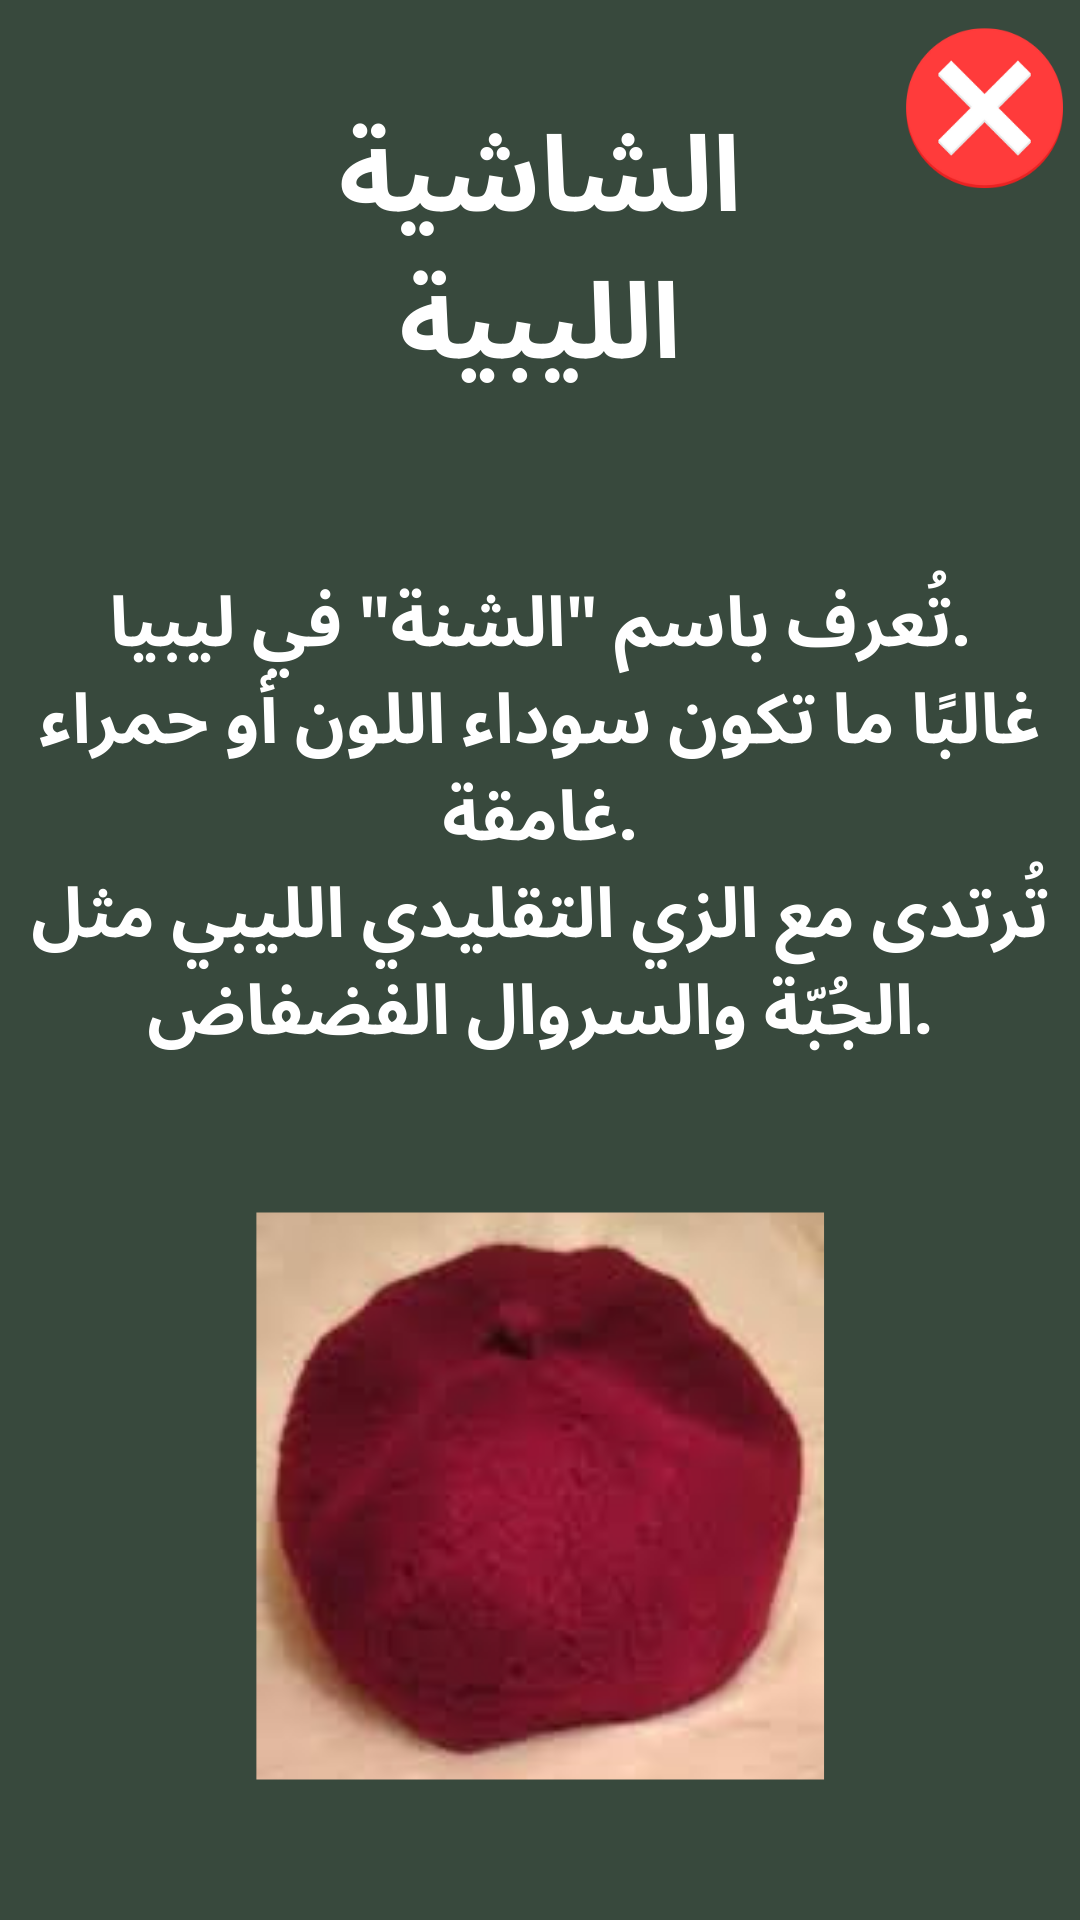 الشاشية
الليبية
تُعرف باسم "الشنة" في ليبيا.
غالبًا ما تكون سوداء اللون أو حمراء
غامقة.
تُرتدى مع الزي التقليدي الليبي مثل
الجُبّة والسروال الفضفاض.